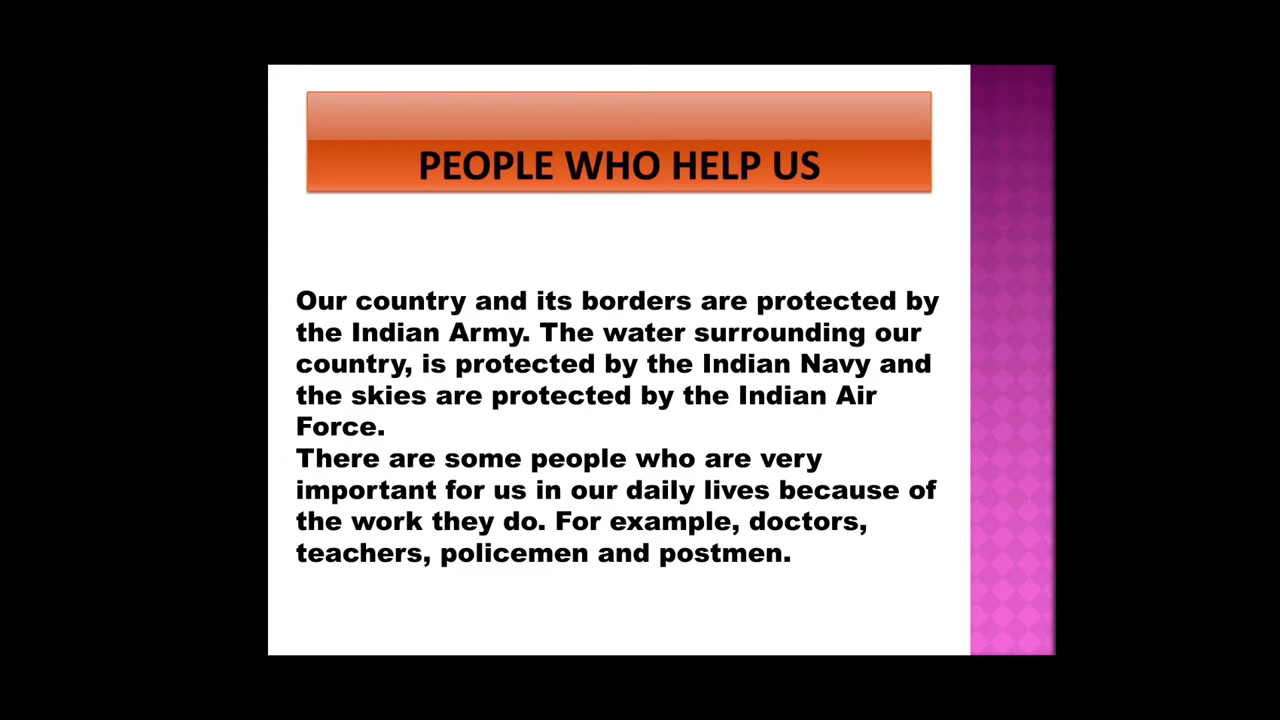 PEOPLE WHO HELP US
Our country and its borders are protected by
the Indian Army. The water surrounding our
country, is protected by the Indian Navy and
the skies are protected by the Indian Air
Force.
There are some people who are very
important for us in our daily lives because of
the work they do. For example, doctors,
teachers, policemen and postmen.